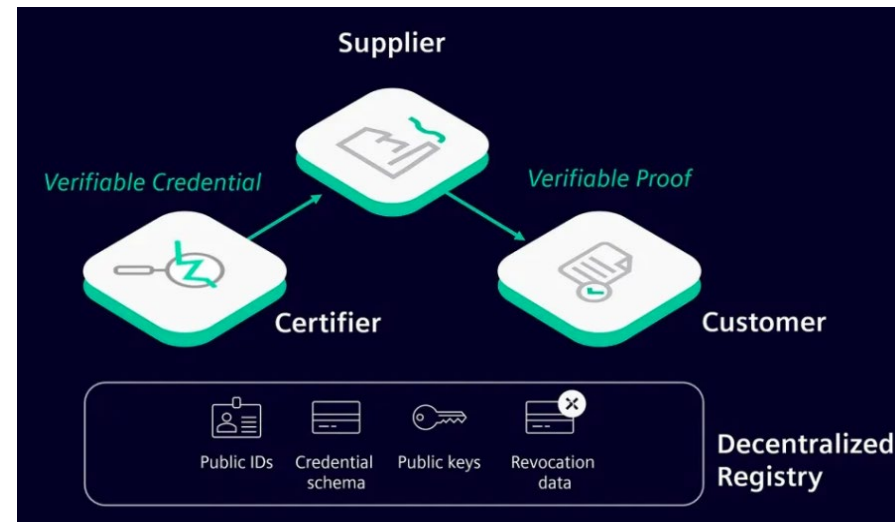 Supplier
Verifiable Credential
Verifiable Proof
Certifier
Customer
Public IDs
Credential
schema
Public keys
Revocation
data
Decentralized
Registry